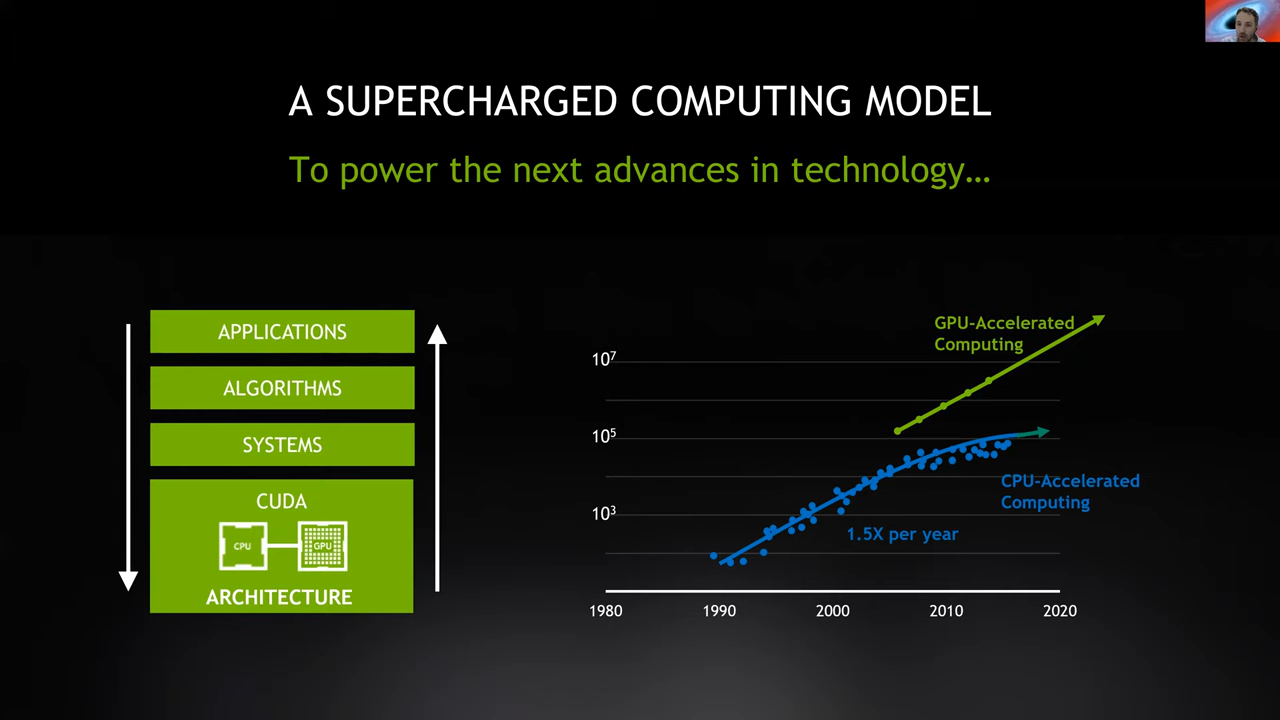 A SUPERCHARGED COMPUTING MODEL
To power the next advances in technology…
APPLICATIONS
ALGORITHMS
SYSTEMS
CUDA
CPU
GPU
ARCHITECTURE
GPU-Accelerated
Computing
10⁷
10⁵
10³
CPU-Accelerated
Computing
1.5X per year
1980
1990
2000
2010
2020